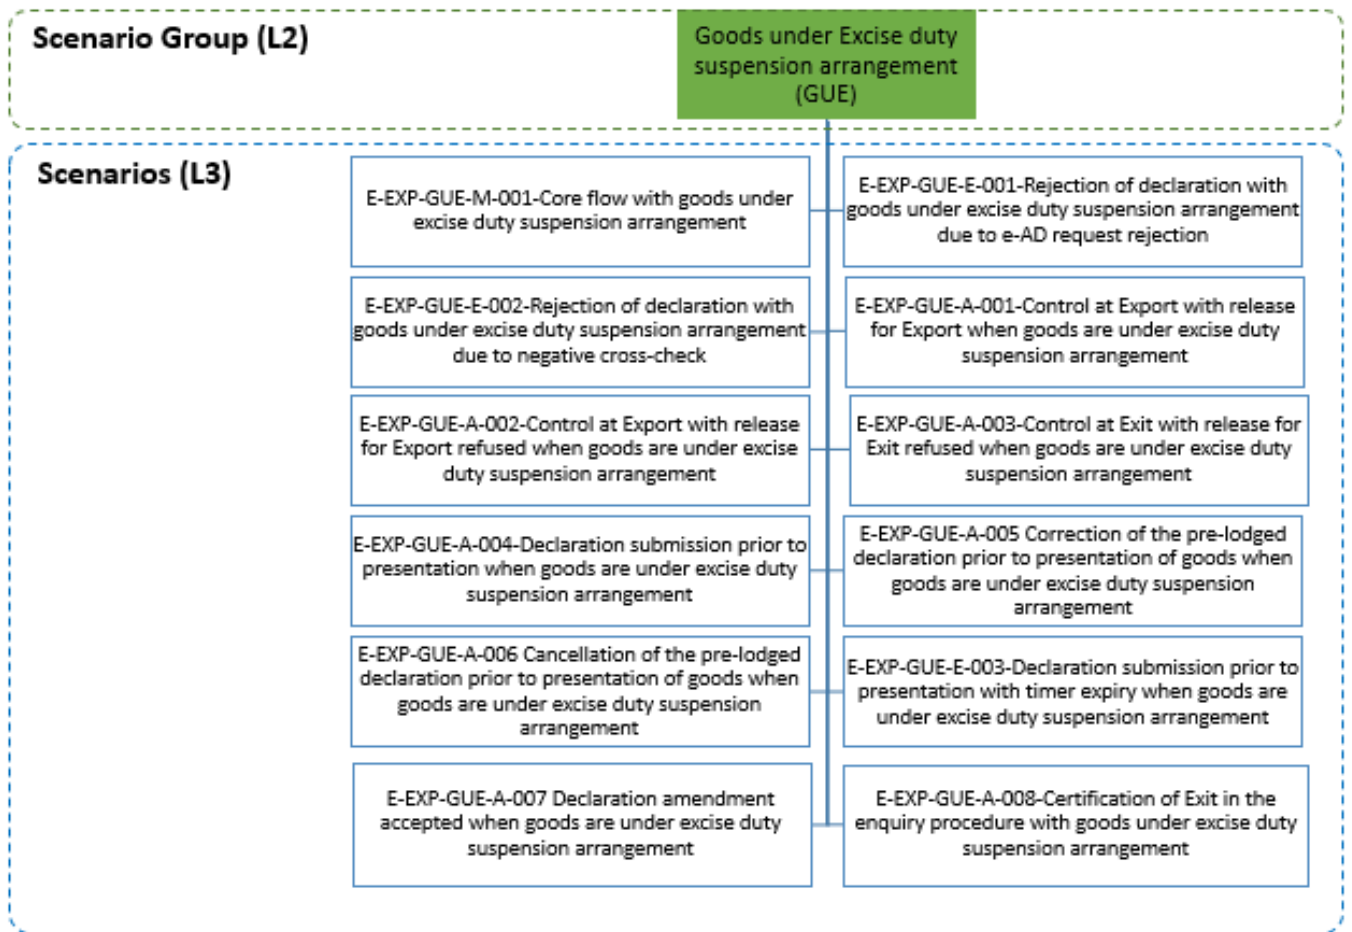 Scenario Group (L2)
Goods under Excise duty
suspension arrangement
(GUE)
Scenarios (L3)
E-EXP-GUE-M-001-Core flow with goods under
excise duty suspension arrangement
E-EXP-GUE-E-001-Rejection of declaration with
goods under excise duty suspension arrangement
due to e-AD request rejection
E-EXP-GUE-E-002-Rejection of declaration with
goods under excise duty suspension arrangement
due to negative cross-check
E-EXP-GUE-A-001-Control at Export with release
for Export when goods are under excise duty
suspension arrangement
E-EXP-GUE-A-002-Control at Export with release
for Export refused when goods are under excise
duty suspension arrangement
E-EXP-GUE-A-003-Control at Exit with release for
Exit refused when goods are under excise duty
suspension arrangement
E-EXP-GUE-A-004-Declaration submission prior to
presentation when goods are under excise duty
suspension arrangement
E-EXP-GUE-A-005 Correction of the pre-lodged
declaration prior to presentation of goods when
goods are under excise duty suspension
arrangement
E-EXP-GUE-A-006 Cancellation of the pre-lodged
declaration prior to presentation of goods when
goods are under excise duty suspension
arrangement
E-EXP-GUE-E-003-Declaration submission prior to
presentation with timer expiry when goods are
under excise duty suspension arrangement
E-EXP-GUE-A-007 Declaration amendment
accepted when goods are under excise duty
suspension arrangement
E-EXP-GUE-A-008-Certification of Exit in the
enquiry procedure with goods under excise duty
suspension arrangement